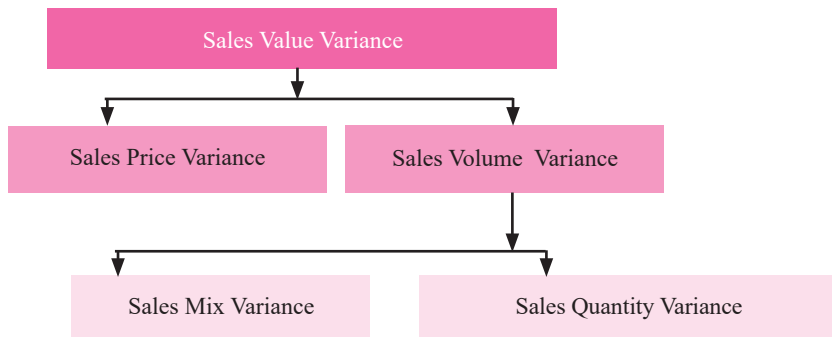 Sales Value Variance
Sales Price Variance
Sales Volume  Variance
Sales Mix Variance
Sales Quantity Variance